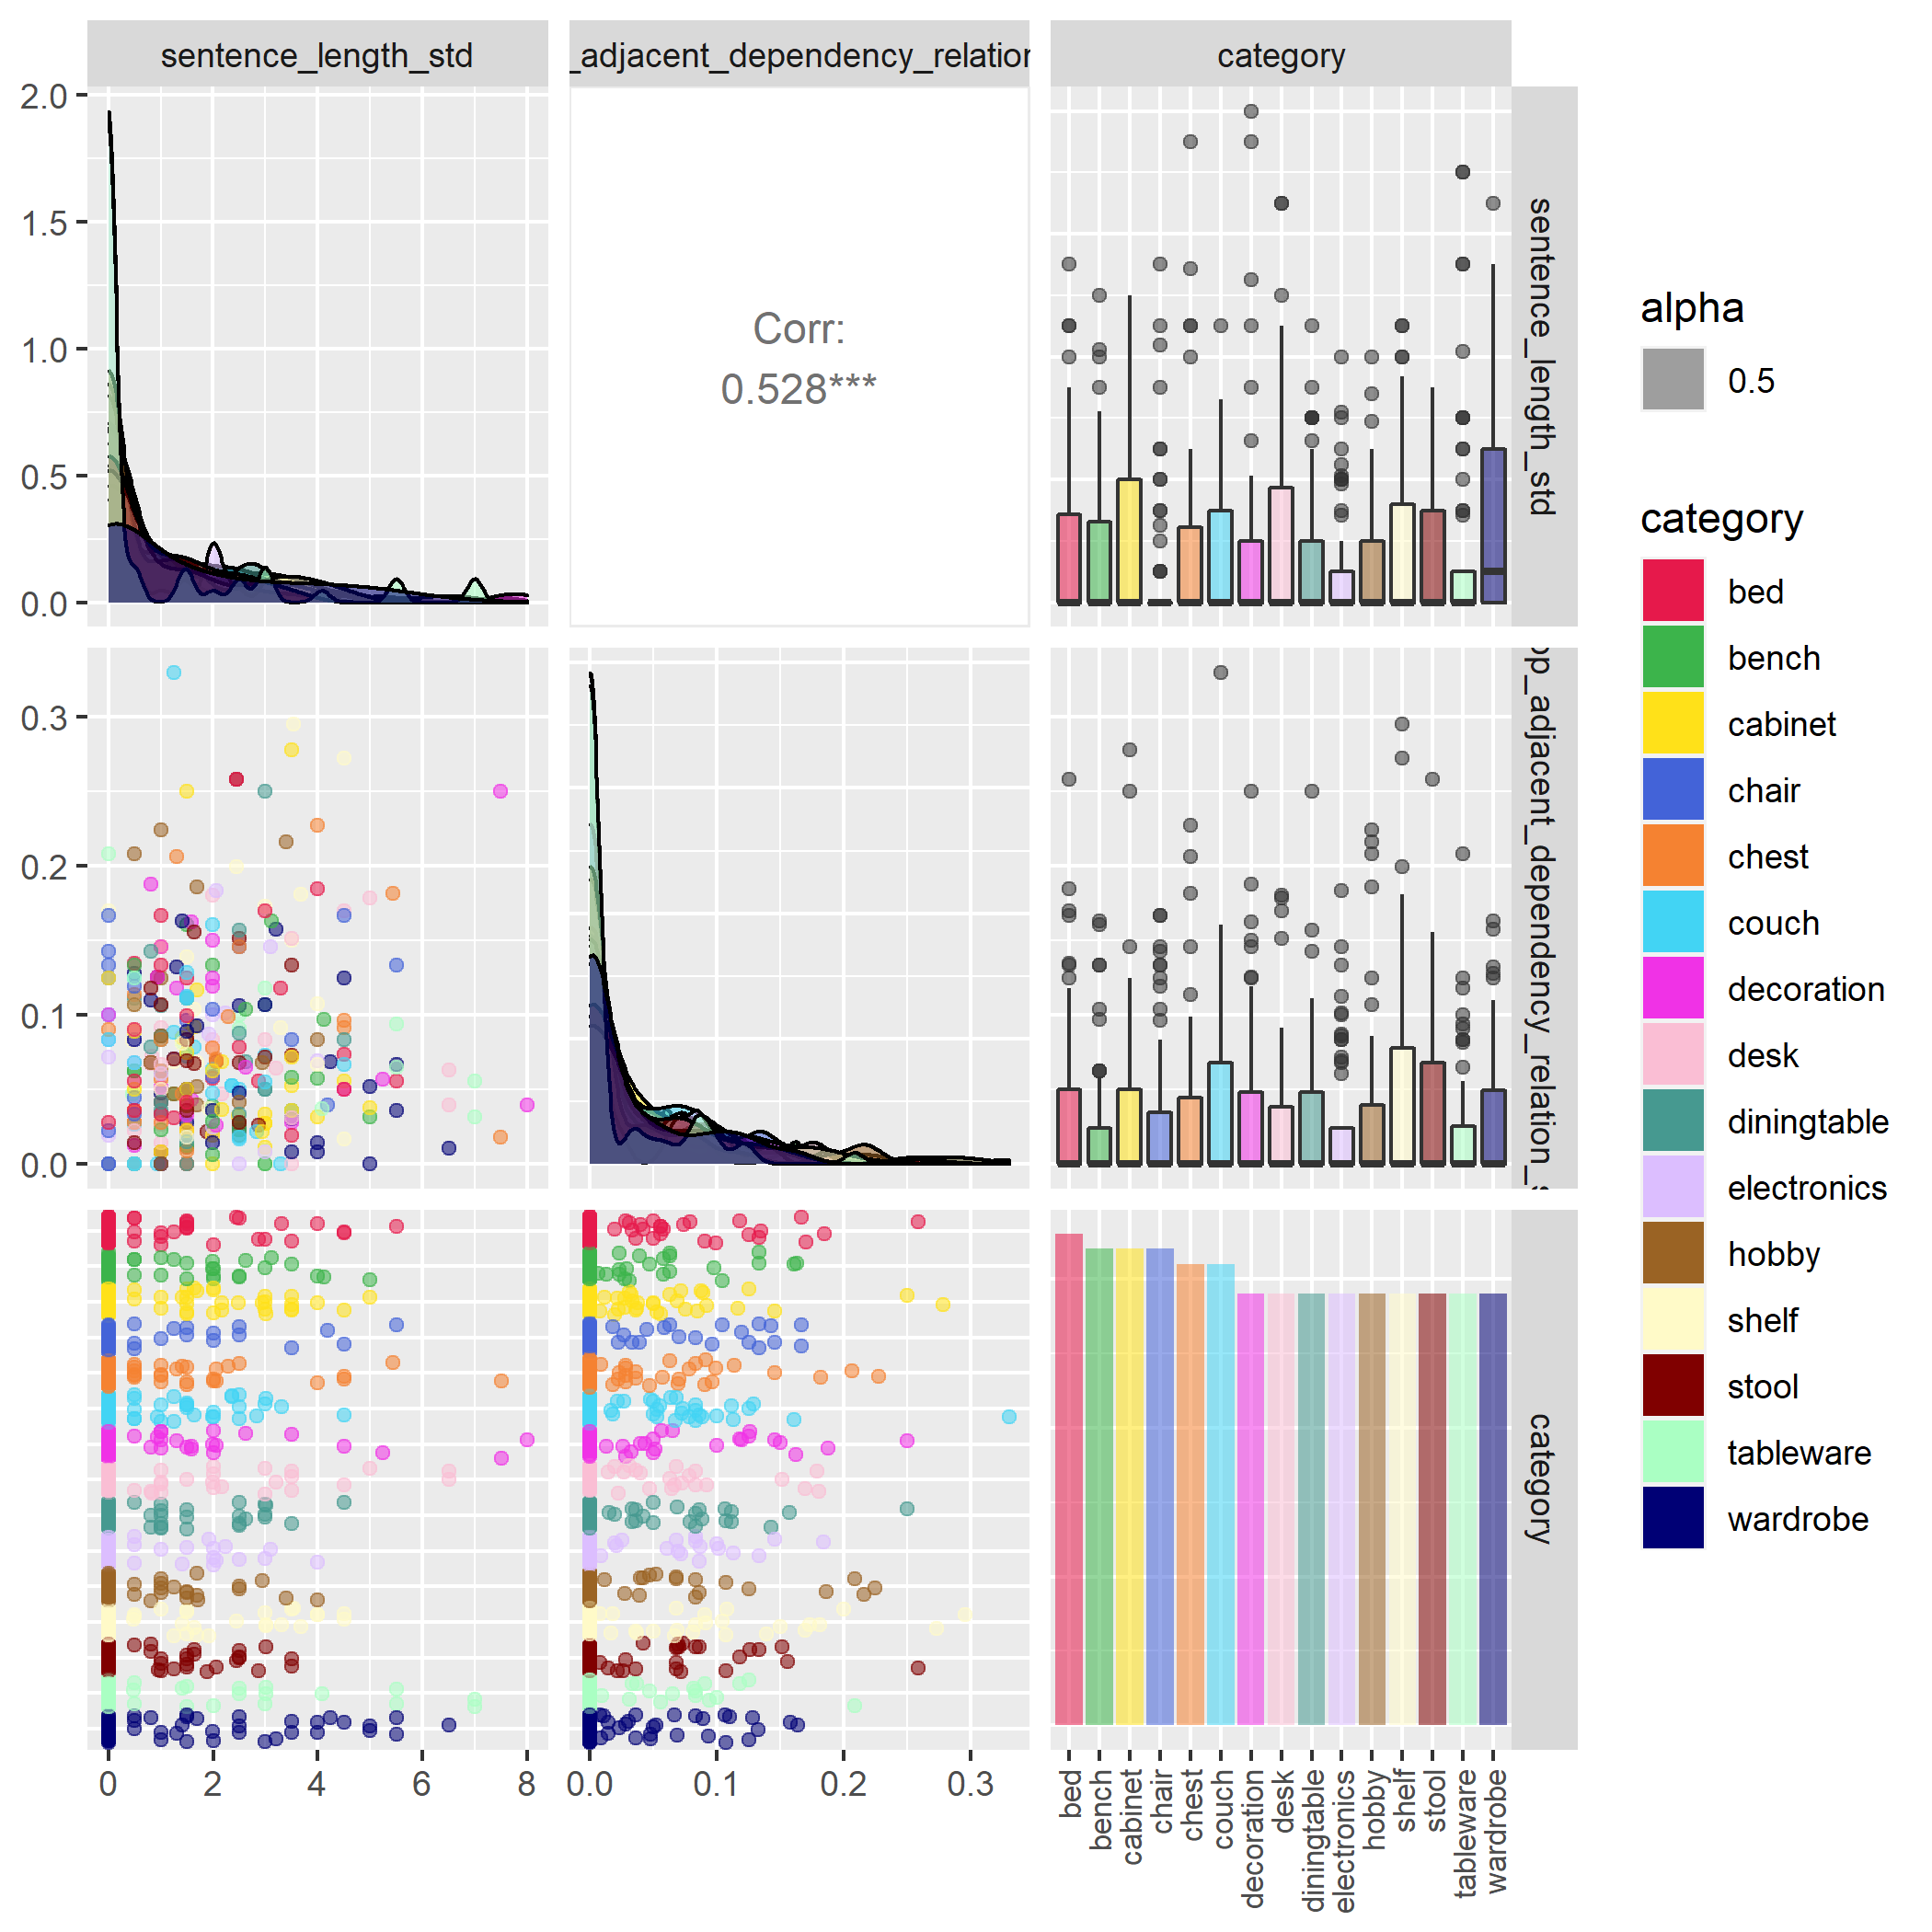 sentence_length_std
_adjacent_dependency_relation
category
2.0
1.5
1.0
0.5
0.0
Corr:
0.528***
sentence_length_std
0.3
0.2
0.1
0.0
pp_adjacent_dependency_relation_s
category
0
2
4
6
8
0.0
0.1
0.2
0.3
bed
bench
cabinet
chair
chest
couch
decoration
desk
diningtable
electronics
hobby
shelf
stool
tableware
wardrobe
alpha
0.5
category
bed
bench
cabinet
chair
chest
couch
decoration
desk
diningtable
electronics
hobby
shelf
stool
tableware
wardrobe